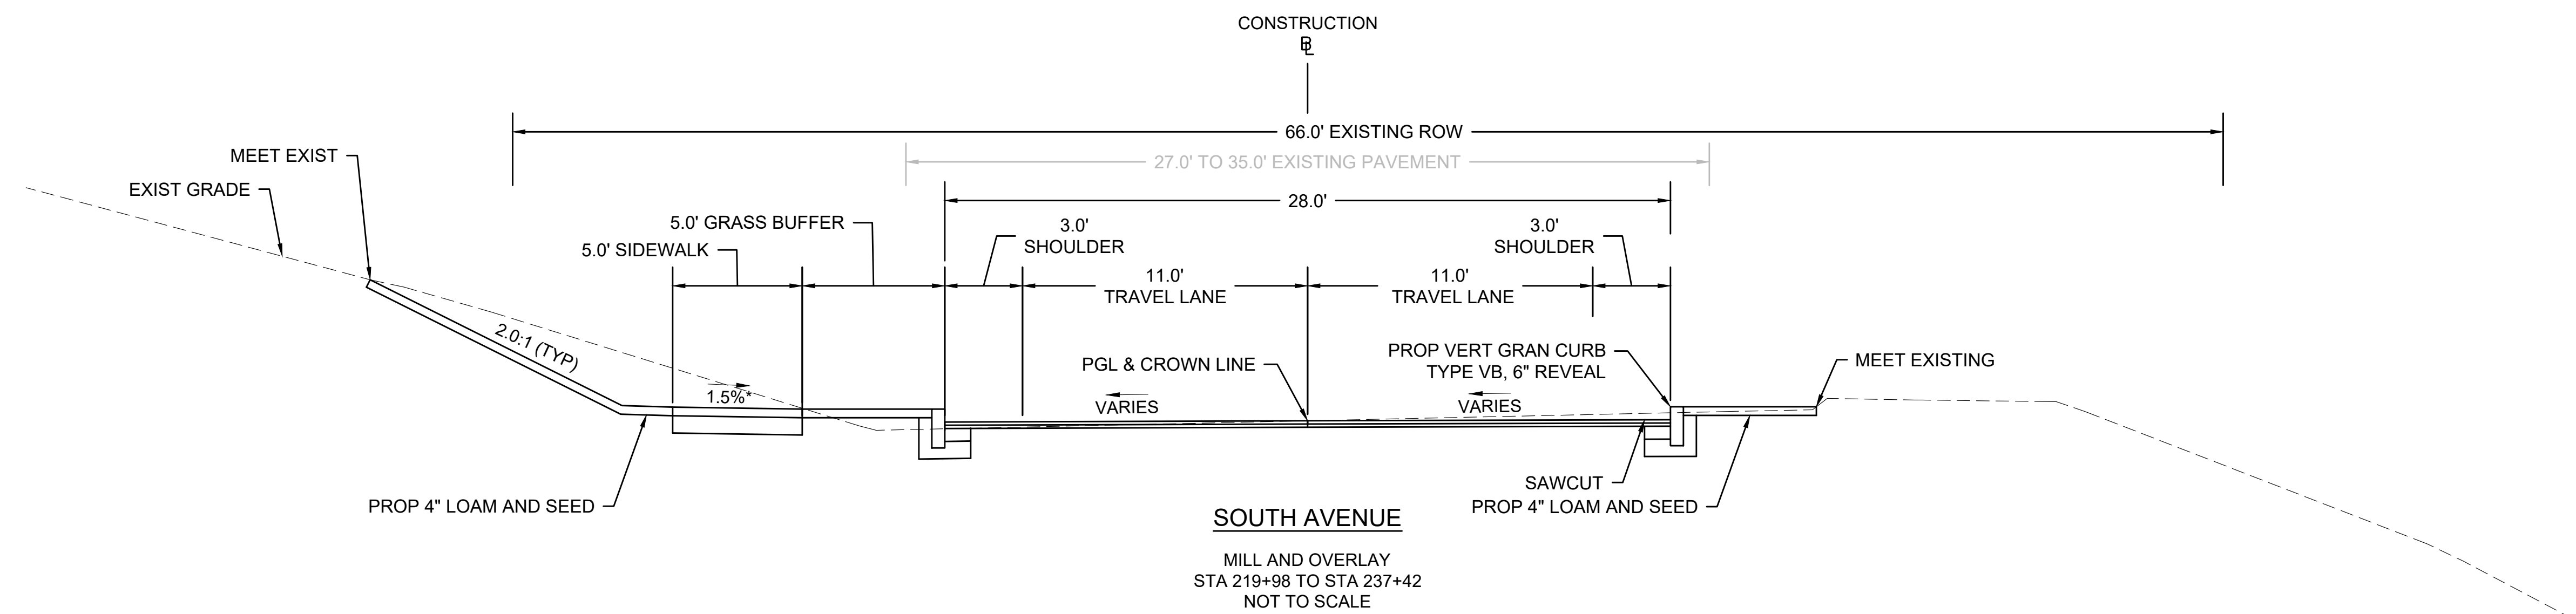 CONSTRUCTION
BL
66.0' EXISTING ROW
MEET EXIST
27.0' TO 35.0' EXISTING PAVEMENT
EXIST GRADE
28.0'
5.0' GRASS BUFFER
3.0'
SHOULDER
3.0'
SHOULDER
5.0' SIDEWALK
11.0'
TRAVEL LANE
11.0'
TRAVEL LANE
2.0:1 (TYP)
PGL & CROWN LINE
PROP VERT GRAN CURB
TYPE VB, 6" REVEAL
MEET EXISTING
1.5%*
VARIES
VARIES
PROP 4" LOAM AND SEED
SAWCUT
PROP 4" LOAM AND SEED
SOUTH AVENUE
MILL AND OVERLAY
STA 219+98 TO STA 237+42
NOT TO SCALE